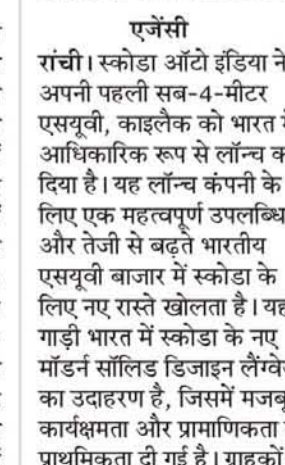 एजेंसी
रांची। स्कोडा ऑटो इंडिया ने
अपनी पहली सब-4-मीटर
एसयूवी, काइलैक को भारत
आधिकारिक रूप से लॉन्च
दिया है। यह लॉन्च कंपनी के
लिए एक महत्वपूर्ण उपलब्धि
और तेजी से बढ़ते भारतीय
एसयूवी बाजार में स्कोडा के
लिए नए रास्ते खोलता है। यह
गाड़ी भारत में स्कोडा के नए
मॉडर्न सॉलिड डिजाइन
का उदाहरण है, जिसमें
कार्यक्षमता और प्रामाणिकता
प्राथमिकता दी गई है। ग्राहकों